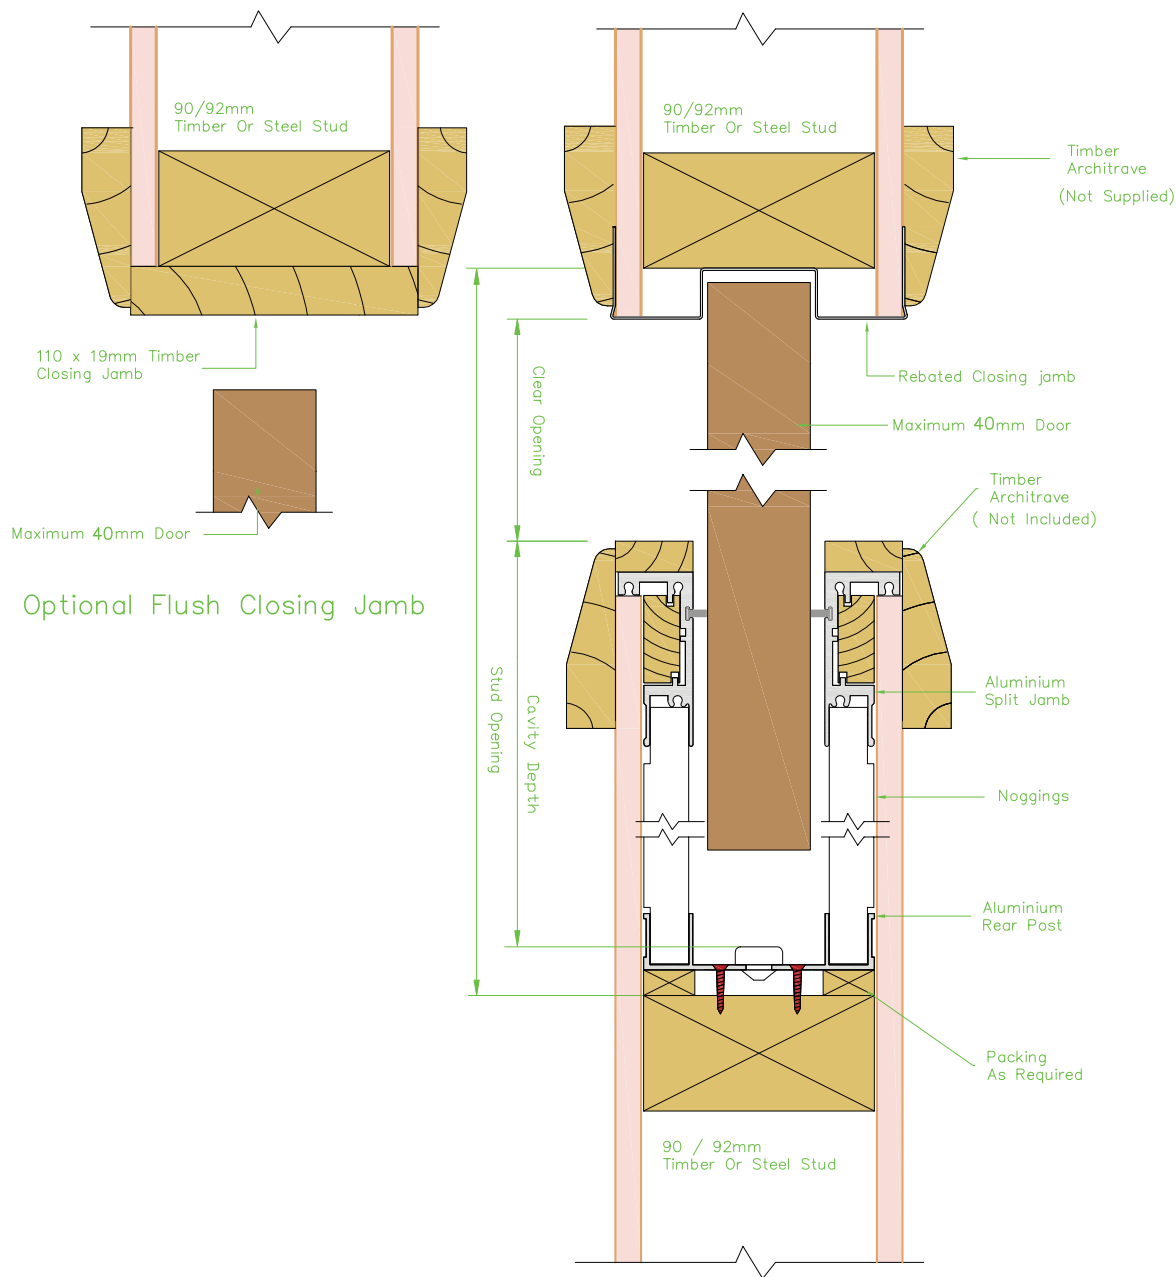 90/92mm
Timber Or Steel Stud
110 x 19mm Timber
Closing Jamb
Maximum 40mm Door
Optional Flush Closing Jamb
90/92mm
Timber Or Steel Stud
Timber
Architrave
(Not Supplied)
Rebated Closing jamb
Maximum 40mm Door
Clear Opening
Timber
Architrave
( Not Included)
Stud Opening
Cavity Depth
Aluminium
Split Jamb
Noggings
Aluminium
Rear Post
Packing
As Required
90 / 92mm
Timber Or Steel Stud